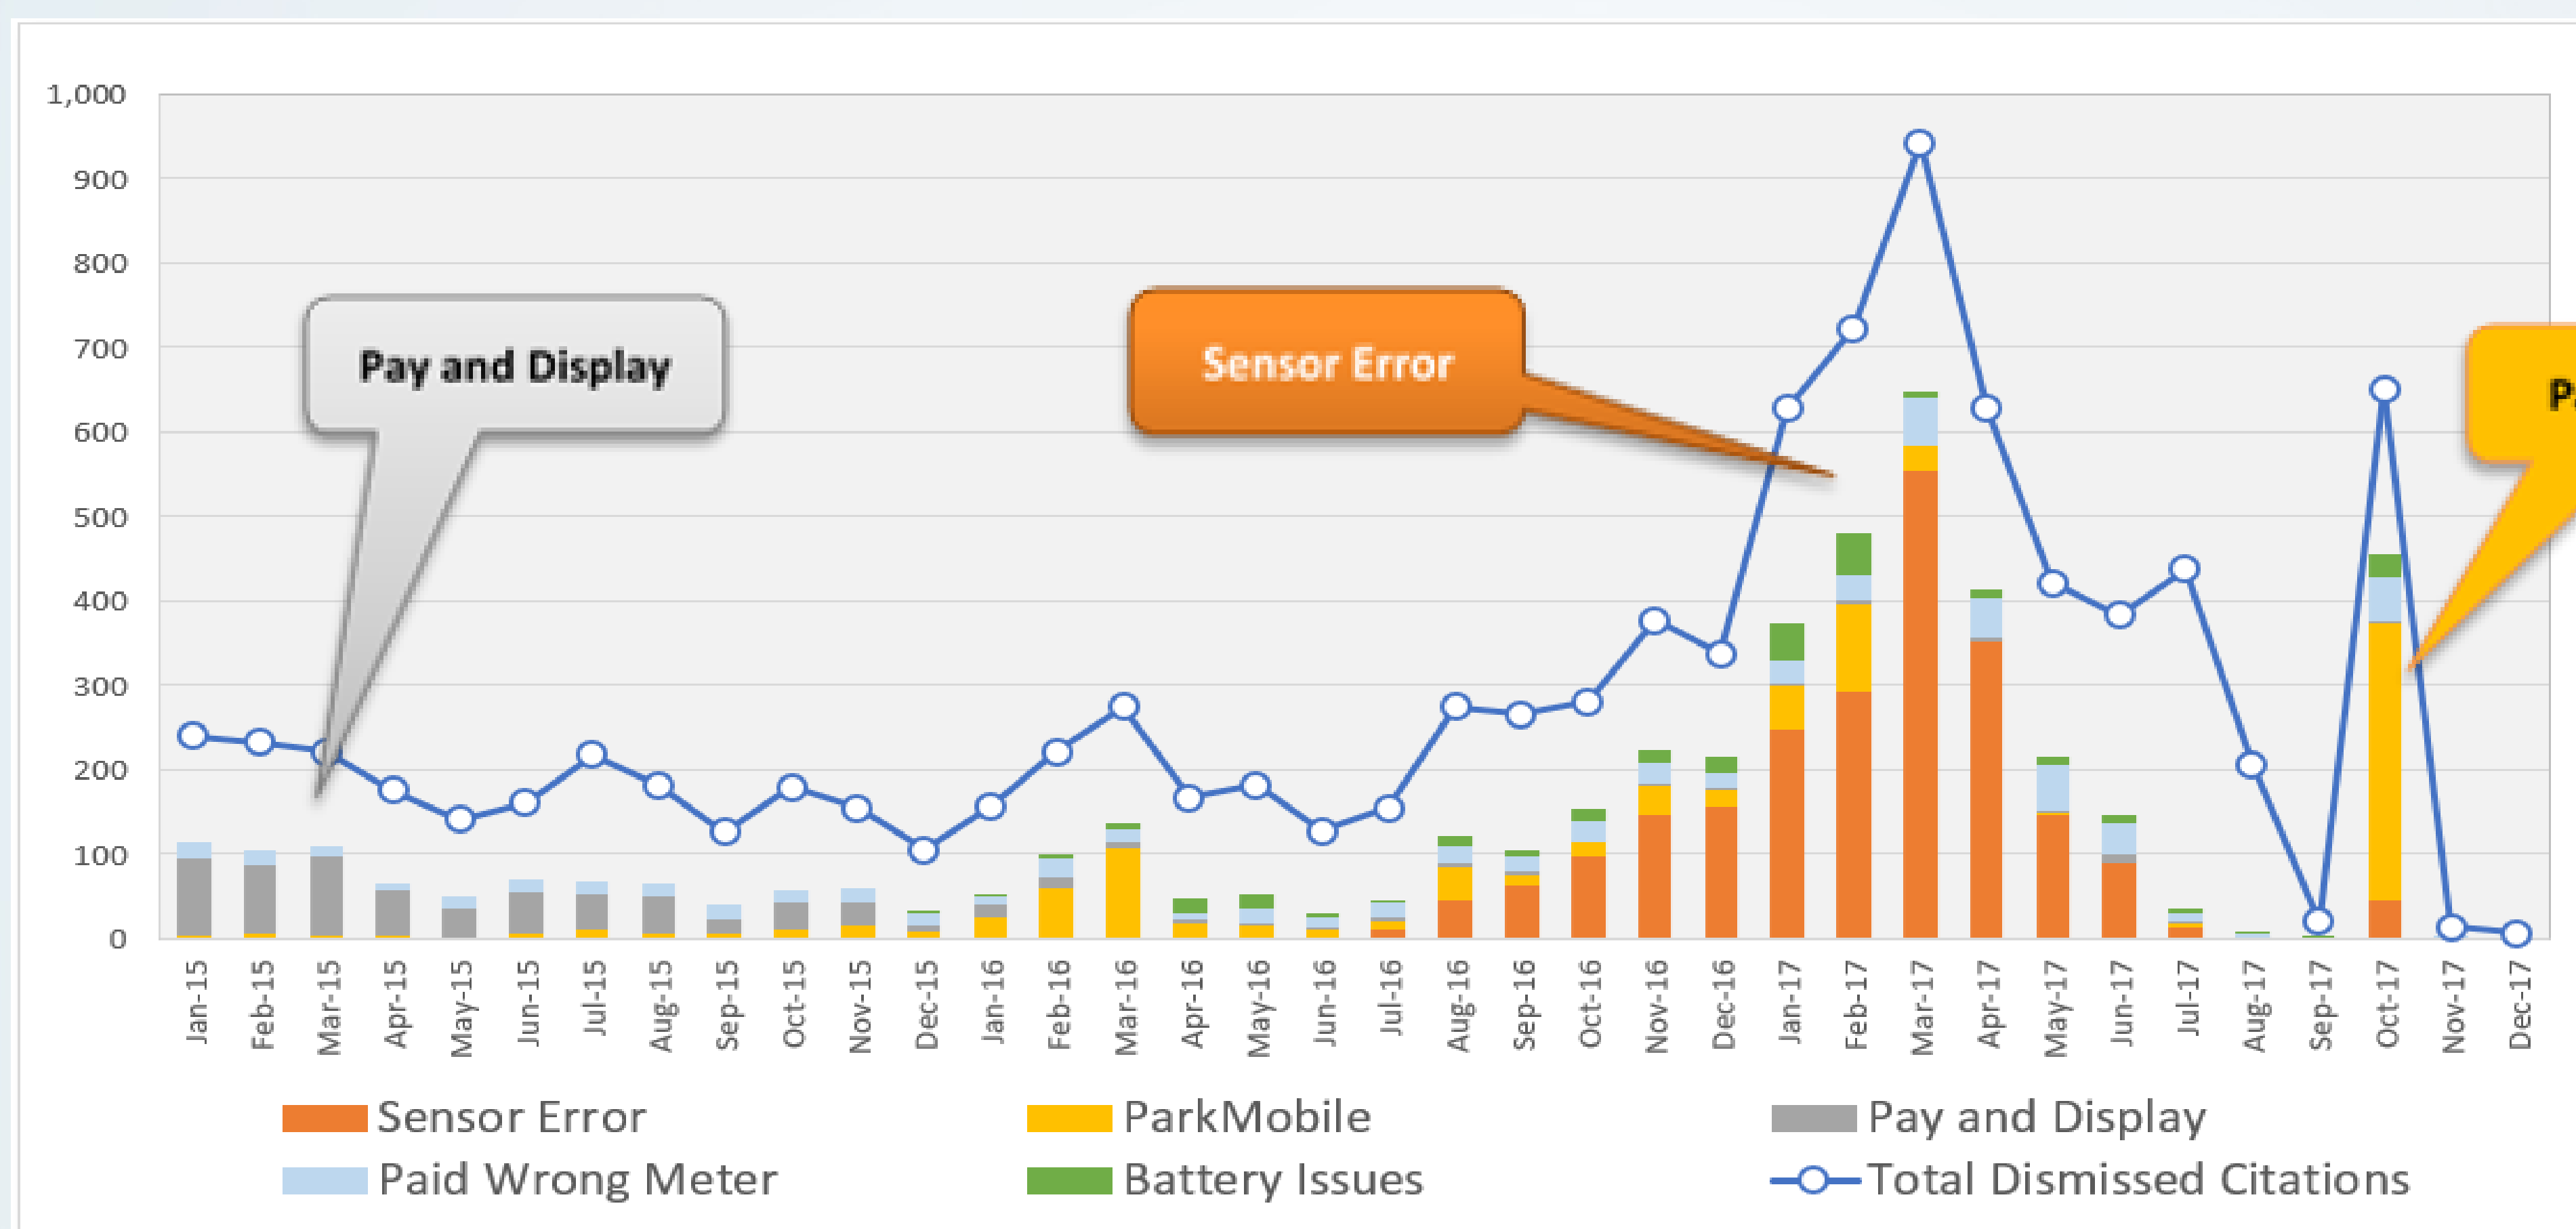 1,000
900
800
700
600
500
400
300
200
100
0
Pay and Display
Sensor Error
Jan-15
Feb-15
Mar-15
Apr-15
May-15
Jun-15
Jul-15
Aug-15
Sep-15
Oct-15
Nov-15
Dec-15
Jan-16
Feb-16
Mar-16
Apr-16
May-16
Jun-16
Jul-16
Aug-16
Sep-16
Oct-16
Nov-16
Dec-16
Jan-17
Feb-17
Mar-17
Apr-17
May-17
Jun-17
Jul-17
Aug-17
Sep-17
Oct-17
Nov-17
Dec-17
Sensor Error
ParkMobile
Pay and Display
Paid Wrong Meter
Battery Issues
Total Dismissed Citations